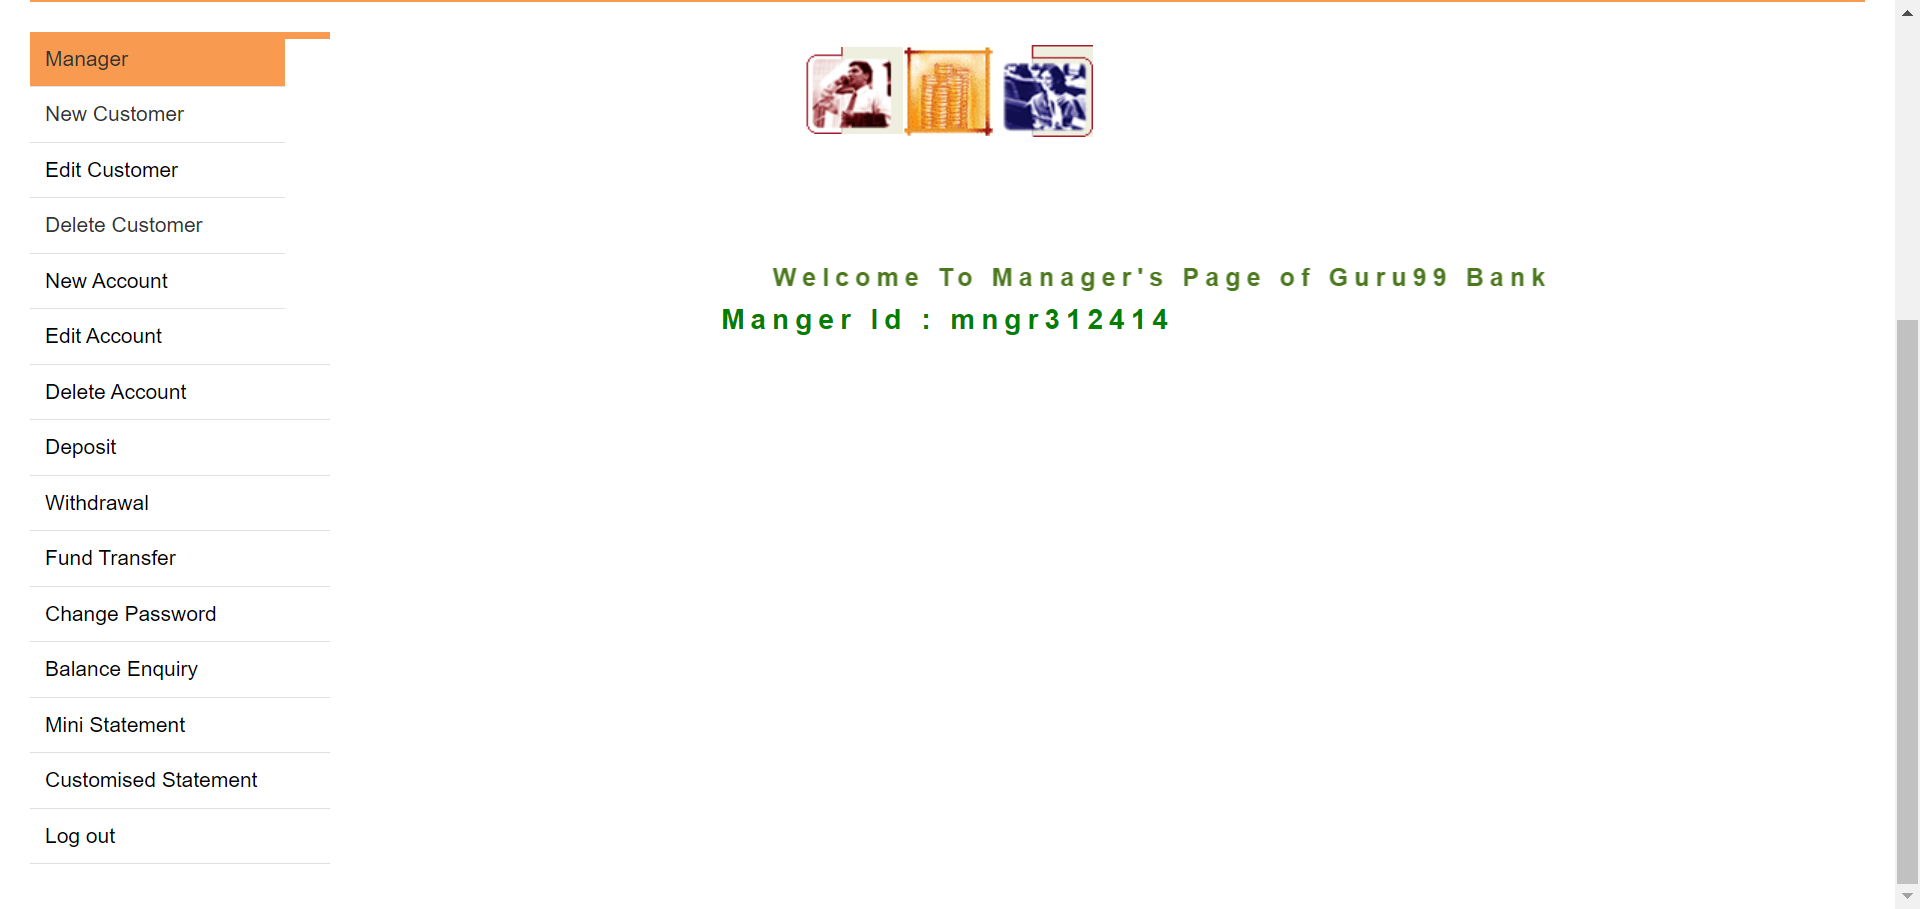 Manager
New Customer
Edit Customer
Delete Customer
New Account
Edit Account
Delete Account
Deposit
Withdrawal
Fund Transfer
Change Password
Balance Enquiry
Mini Statement
Customised Statement
Log out
Welcome To Manager's Page of Guru99 Bank
Manger Id : mngr312414